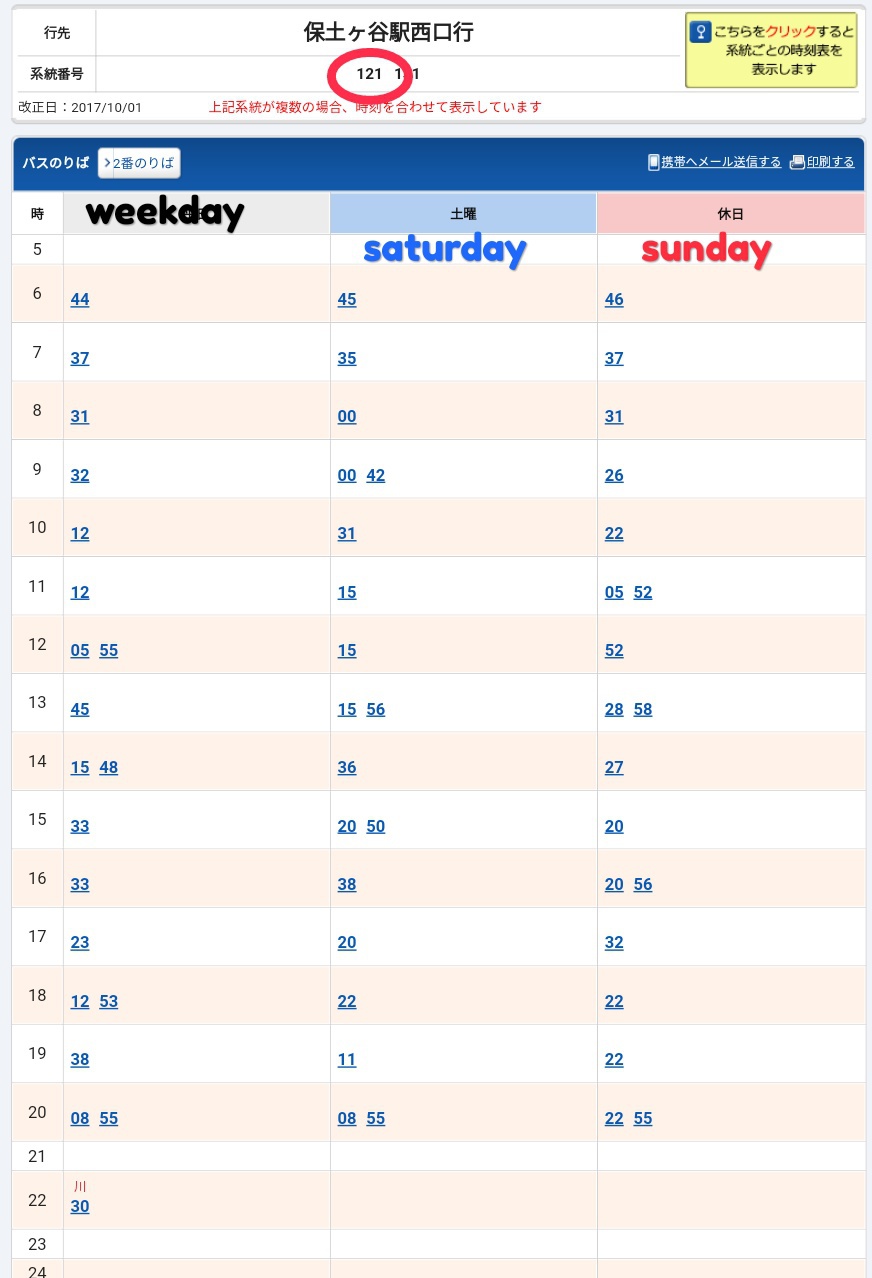 行先 保土ヶ谷駅西口行
系統番号 121
こちらをクリックすると
系統ごとの時刻表を
表示します
改正日：2017/10/01 上記系統が複数の場合、時刻を合わせて表示しています
バスのりば 2番のりば 携帯へメール送信する 印刷する
時 weekday 土曜 休日
saturday sunday
5
6 44 45 46
7 37 35 37
8 31 00 31
9 32 00 42 26
10 12 31 22
11 12 15 05 52
12 05 55 15 52
13 45 15 56 28 58
14 15 48 36 27
15 33 20 50 20
16 33 38 20 56
17 23 20 32
18 12 53 22 22
19 38 11 22
20 08 55 08 55 22 55
21
川
22 30
23
24